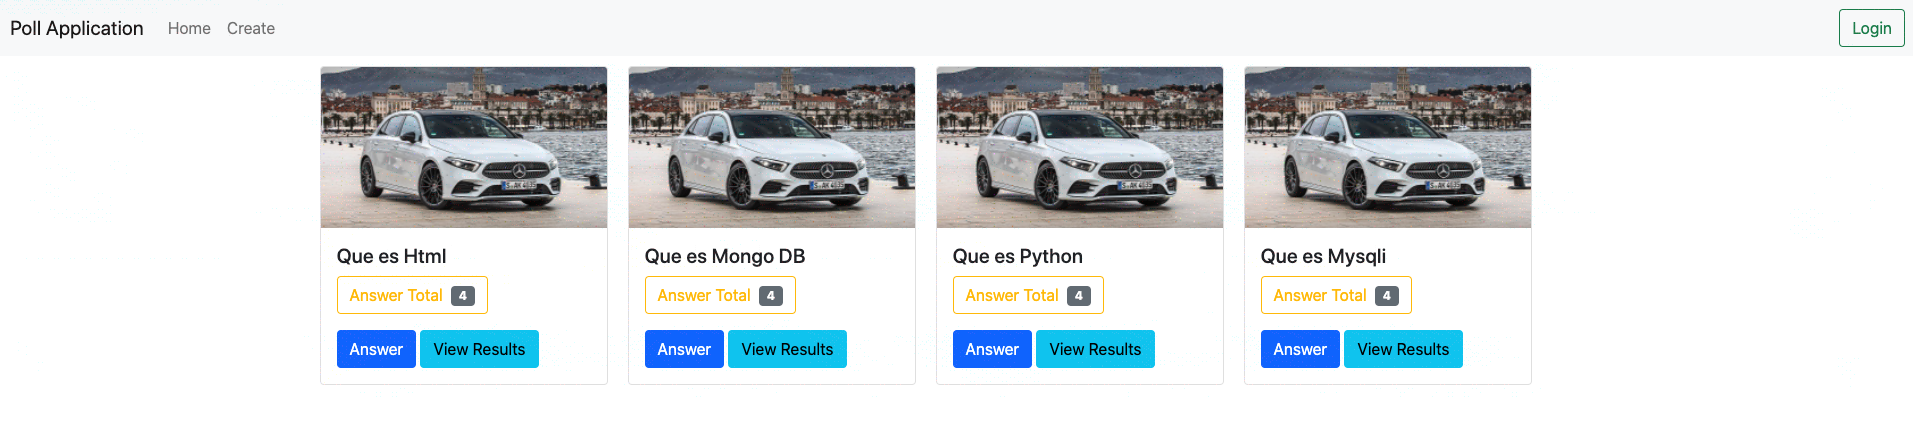 Poll Application Home Create Login
Que es Html
Answer Total 4
Answer View Results
Que es Mongo DB
Answer Total 4
Answer View Results
Que es Python
Answer Total 4
Answer View Results
Que es Mysqli
Answer Total 4
Answer View Results